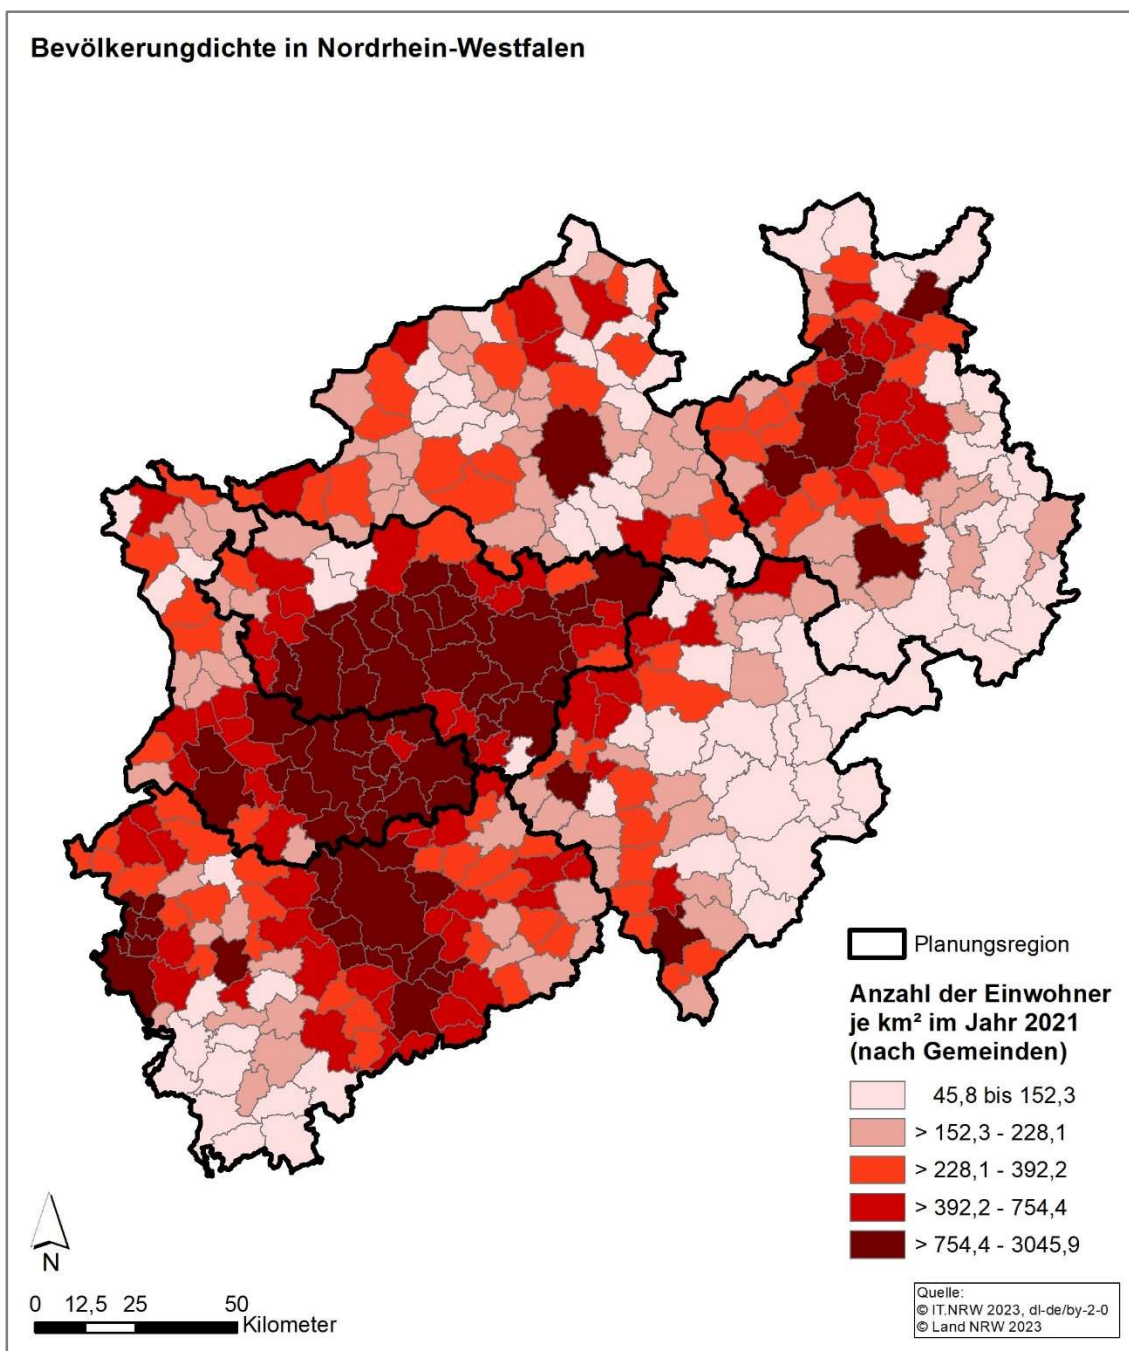 Bevölkerungdichte in Nordrhein-Westfalen
Planungsregion
Anzahl der Einwohner
je km² im Jahr 2021
(nach Gemeinden)
45,8 bis 152,3
> 152,3 - 228,1
> 228,1 - 392,2
> 392,2 - 754,4
> 754,4 - 3045,9
N
0 12,5 25 50
Kilometer
Quelle:
© IT.NRW 2023, dl-de/by-2-0
© Land NRW 2023